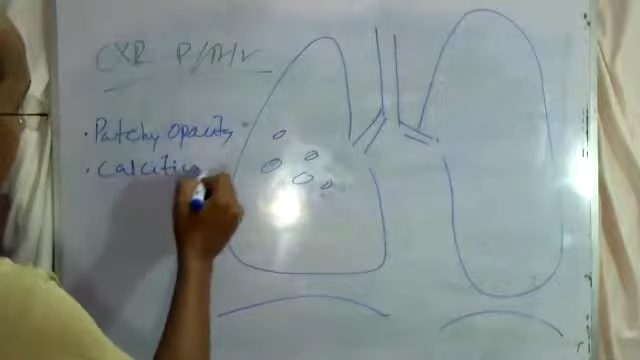 CXR P/A/V
. Patchy opacity
. Calcific